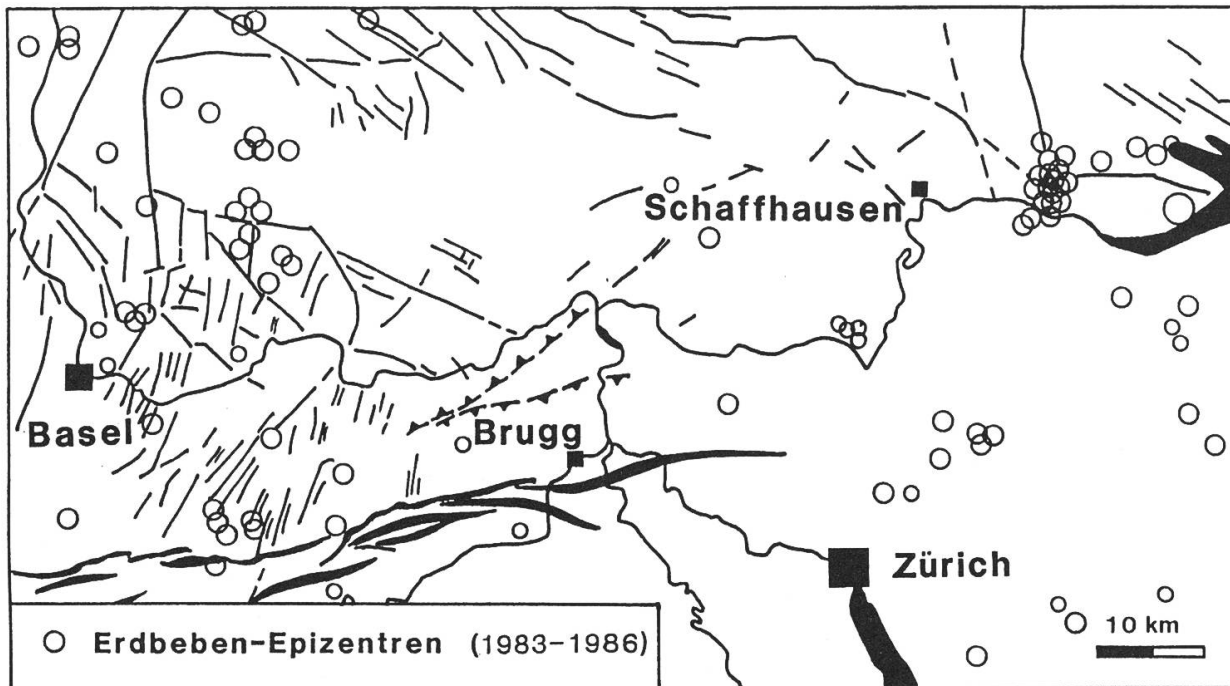 Schaffhausen
Basel
Brugg
Zürich
10 km
Erdbeben-Epizentren (1983-1986)